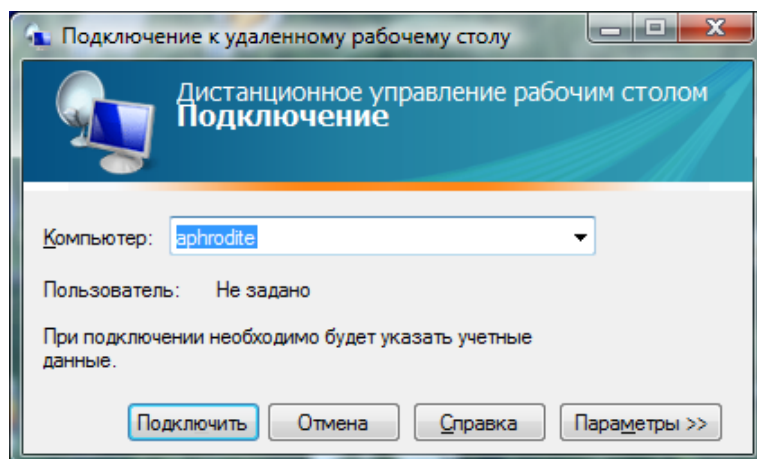 Подключение к удаленному рабочему столу
Дистанционное управление рабочим столом
Подключение
Компьютер: aphrodite
Пользователь: Не задано
При подключении необходимо будет указать учетные
данные.
Подключить Отмена Справка Параметры >>